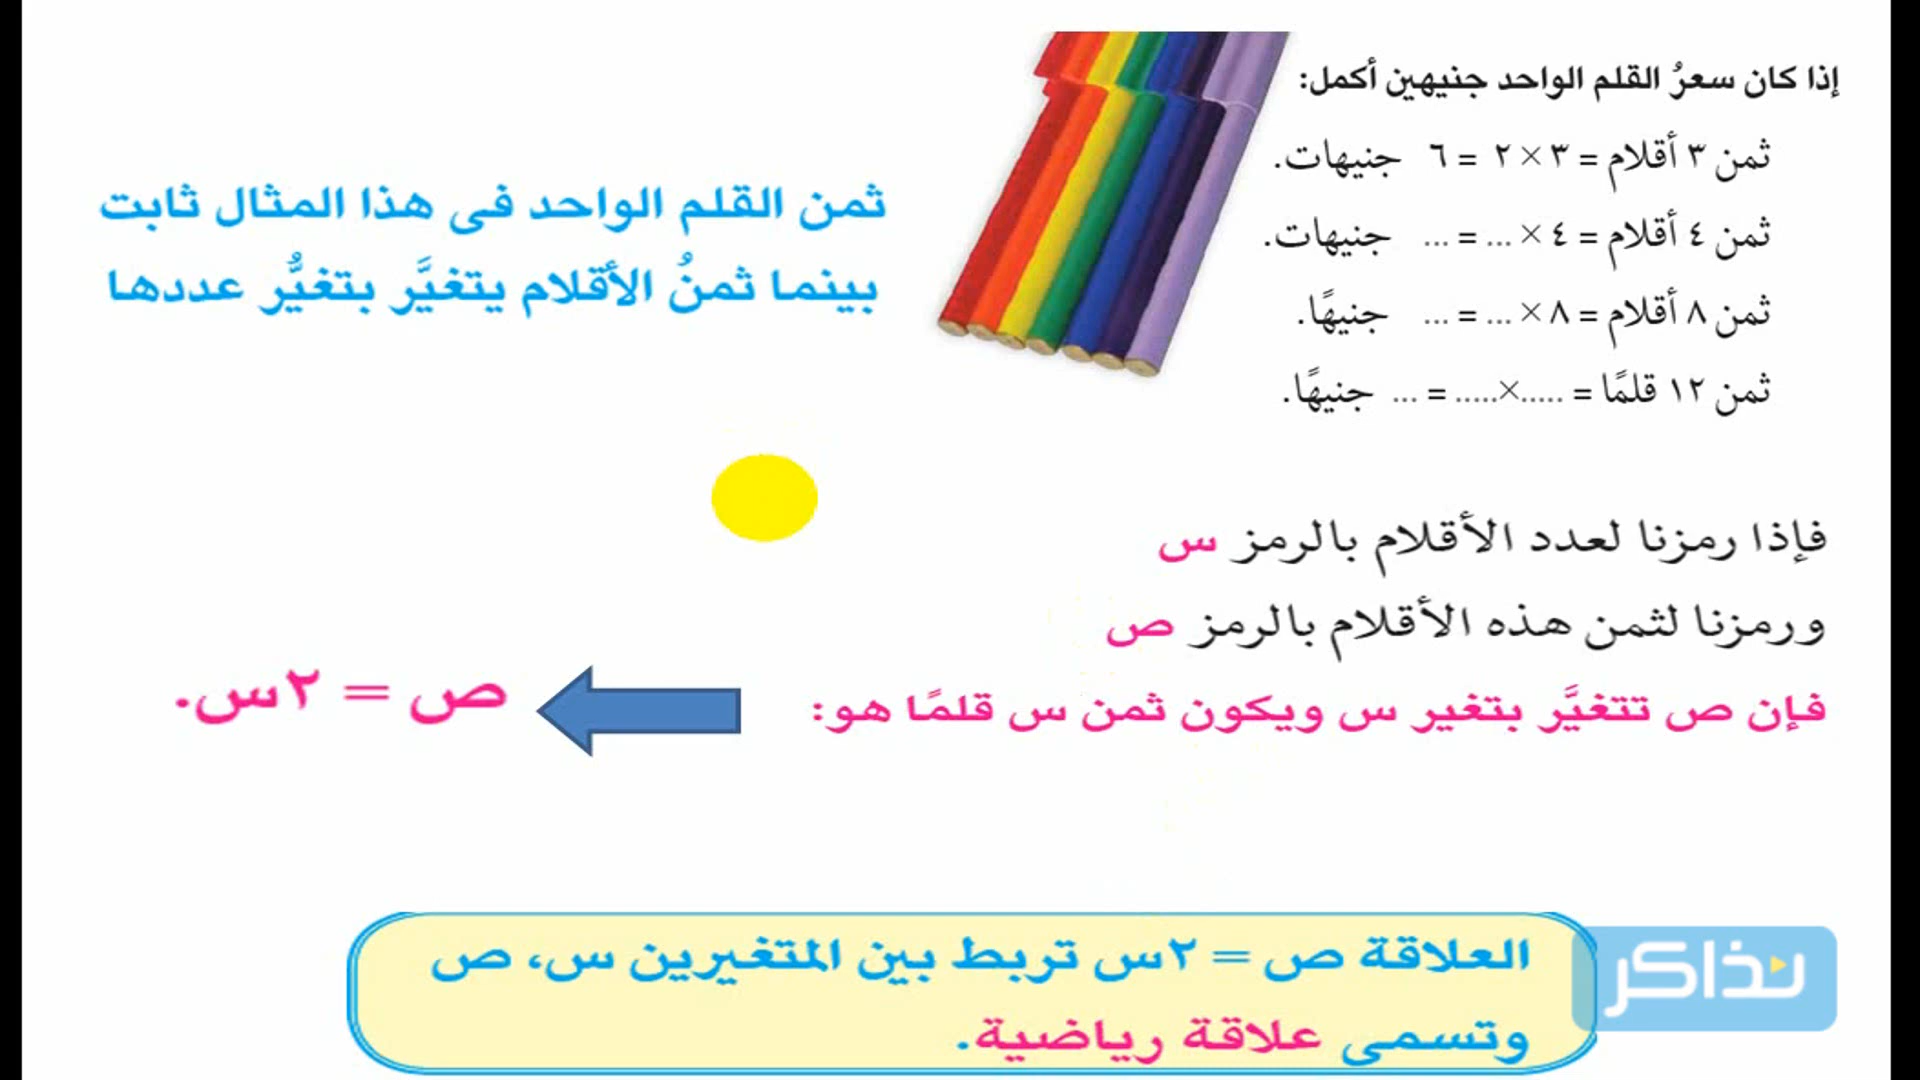 إذا كان سعرُ القلم الواحد جنيهين أكمل:
ثمن ٣ أقلام = ٣ × ٢ = ٦ جنيهات.
ثمن ٤ أقلام = ٤ × ... = ... جنيهات.
ثمن ٨ أقلام = ٨ × ... = ... جنيهًا.
ثمن ١٢ قلمًا = .....×..... = ... جنيهًا.
ثمن القلم الواحد فى هذا المثال ثابت
بينما ثمنُ الأقلام يتغيَّر بتغيُّر عددها
فإذا رمزنا لعدد الأقلام بالرمز س
ورمزنا لثمن هذه الأقلام بالرمز ص
فإن ص تتغيَّر بتغير س ويكون ثمن س قلمًا هو:
ص = ٢س.
العلاقة ص = ٢س تربط بين المتغيرين س، ص
وتسمى علاقة رياضية.
نذاكر